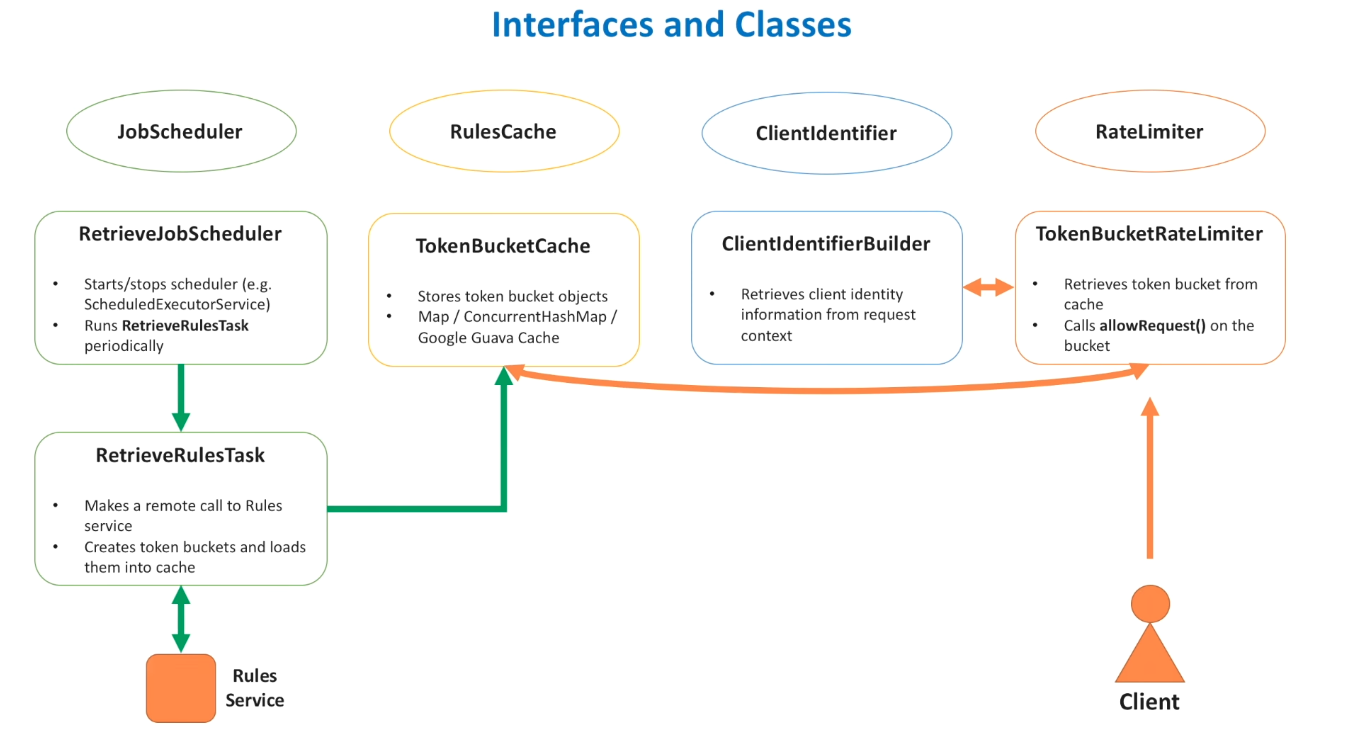 Interfaces and Classes
JobScheduler
RulesCache
ClientIdentifier
RateLimiter
RetrieveJobScheduler
• Starts/stops scheduler (e.g.
ScheduledExecutorService)
• Runs RetrieveRulesTask
periodically
TokenBucketCache
• Stores token bucket objects
• Map / ConcurrentHashMap /
Google Guava Cache
ClientIdentifierBuilder
• Retrieves client identity
information from request
context
TokenBucketRateLimiter
• Retrieves token bucket from
cache
• Calls allowRequest() on the
bucket
RetrieveRulesTask
• Makes a remote call to Rules
service
• Creates token buckets and loads
them into cache
Rules
Service
Client